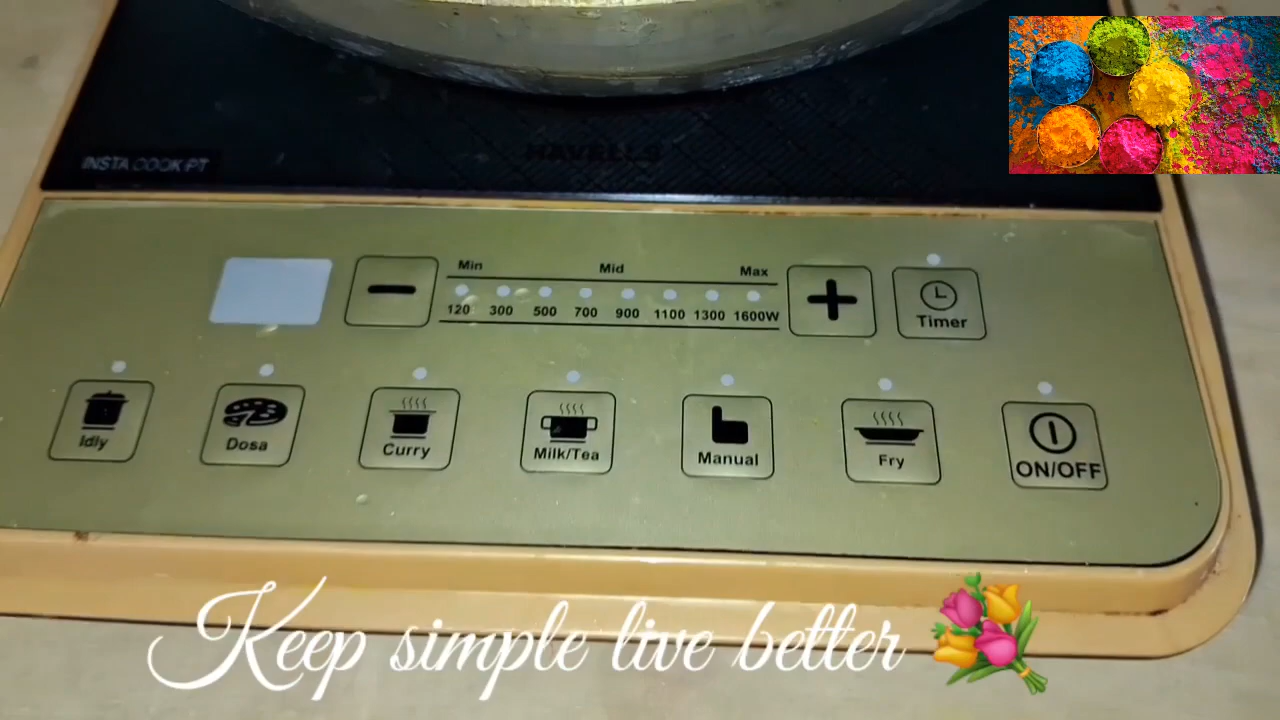 HAVELLS
INSTA COOK PT
Min Mid Max
120 300 500 700 900 1100 1300 1600W
Timer
Idly
Dosa
Curry
Milk/Tea
Manual
Fry
ON/OFF
Keep simple live better